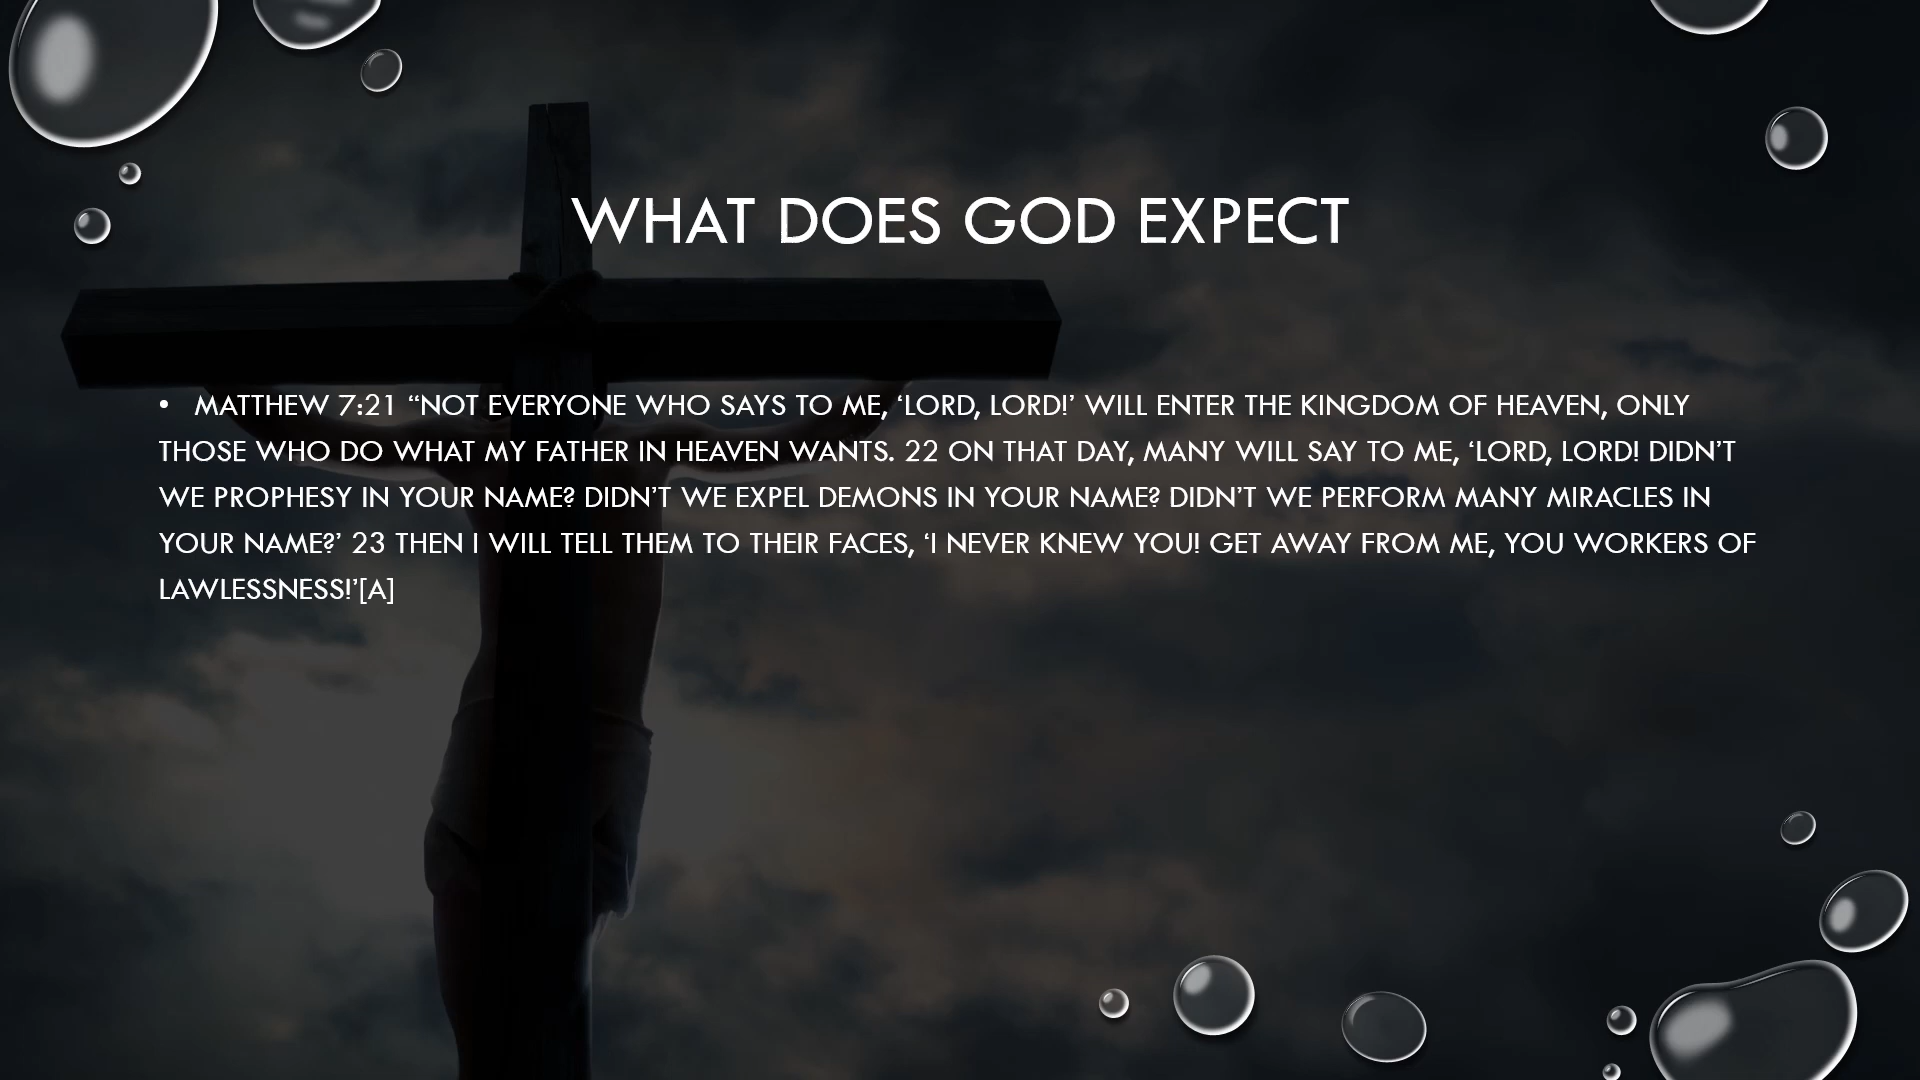 WHAT DOES GOD EXPECT
• MATTHEW 7:21 “NOT EVERYONE WHO SAYS TO ME, ‘LORD, LORD!’ WILL ENTER THE KINGDOM OF HEAVEN, ONLY
THOSE WHO DO WHAT MY FATHER IN HEAVEN WANTS. 22 ON THAT DAY, MANY WILL SAY TO ME, ‘LORD, LORD! DIDN’T
WE PROPHESY IN YOUR NAME? DIDN’T WE EXPEL DEMONS IN YOUR NAME? DIDN’T WE PERFORM MANY MIRACLES IN
YOUR NAME?’ 23 THEN I WILL TELL THEM TO THEIR FACES, ‘I NEVER KNEW YOU! GET AWAY FROM ME, YOU WORKERS OF
LAWLESSNESS!’[A]